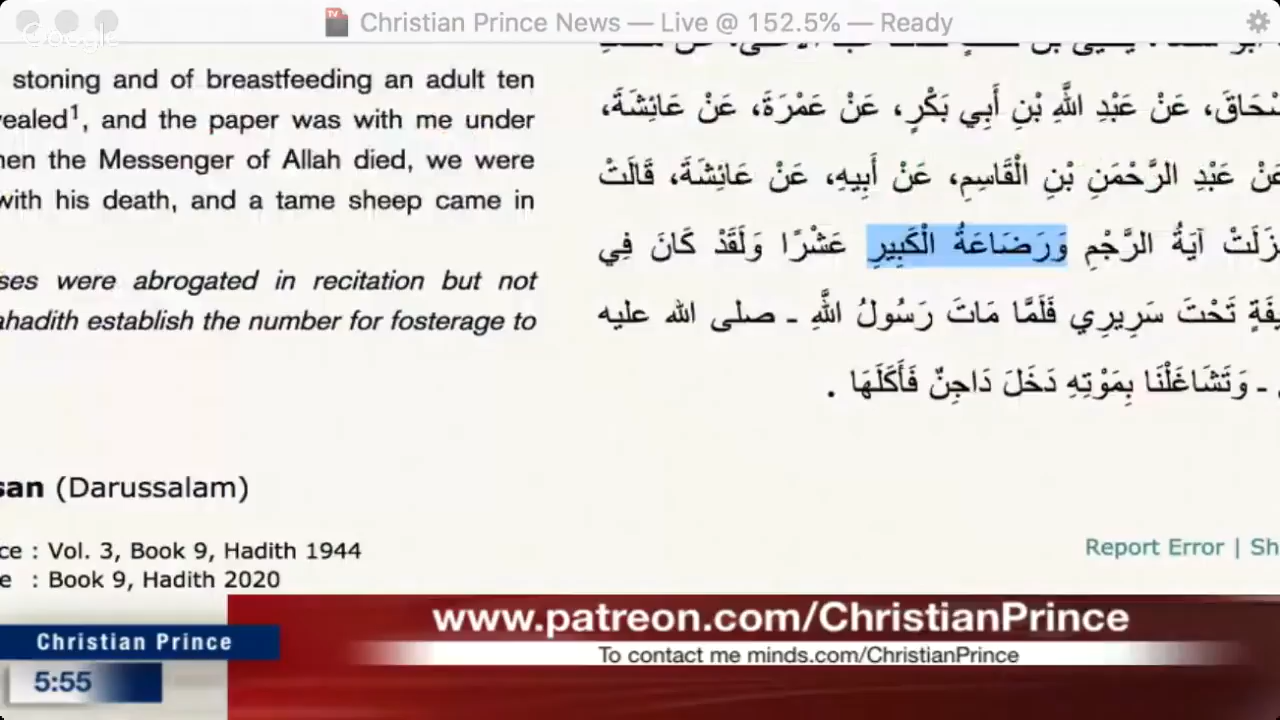 Christian Prince News — Live @ 152.5% — Ready
Google
stoning and of breastfeeding an adult ten
vealed¹, and the paper was with me under
en the Messenger of Allah died, we were
with his death, and a tame sheep came in
ses were abrogated in recitation but not
ahadith establish the number for fosterage to
سْحَاقَ، عَنْ عَبْدِ اللَّهِ بْنِ أَبِي بَكْرٍ، عَنْ عَمْرَةَ، عَنْ عَائِشَةَ،
عَنْ عَبْدِ الرَّحْمَنِ بْنِ الْقَاسِمِ، عَنْ أَبِيهِ، عَنْ عَائِشَةَ، قَالَتْ
نَزَلَتْ آيَةُ الرَّجْمِ وَرَضَاعَةُ الْكَبِيرِ عَشْرًا وَلَقَدْ كَانَ فِي
يفَةٍ تَحْتَ سَرِيرِي فَلَمَّا مَاتَ رَسُولُ اللَّهِ ـ صلى الله عليه
ـ وَتَشَاغَلْنَا بِمَوْتِهِ دَخَلَ دَاجِنٌ فَأَكَلَهَا .
san (Darussalam)
ce : Vol. 3, Book 9, Hadith 1944
e : Book 9, Hadith 2020
Report Error | Sh
www.patreon.com/ChristianPrince
To contact me minds.com/ChristianPrince
Christian Prince
5:55